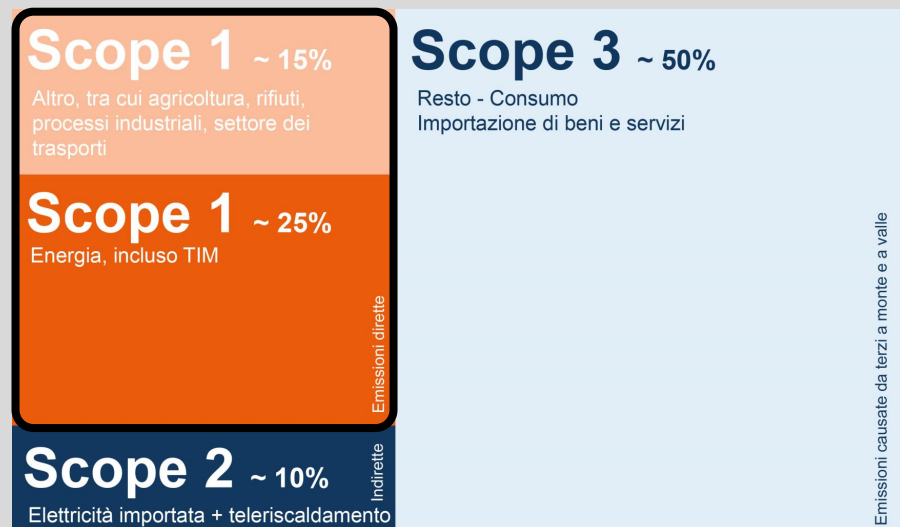 Scope 1 ~ 15%
Altro, tra cui agricoltura, rifiuti,
processi industriali, settore dei
trasporti
Scope 1 ~ 25%
Energia, incluso TIM
Emissioni dirette
Scope 2 ~ 10%
Elettricità importata + teleriscaldamento
Indirette
Scope 3 ~ 50%
Resto - Consumo
Importazione di beni e servizi
Emissioni causate da terzi a monte e a valle